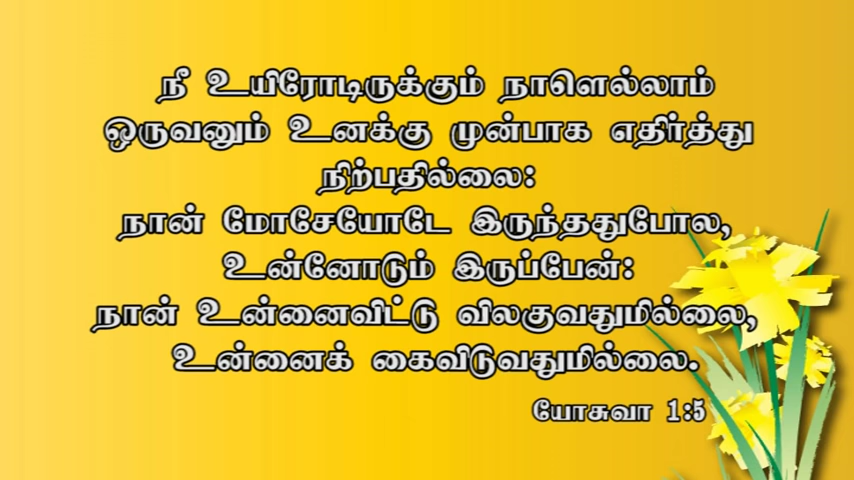 நீ உயிரோடிருக்கும் நாளெல்லாம்
ஒருவனும் உனக்கு முன்பாக எதிர்த்து
நிற்பதில்லை:
நான் மோசேயோடே இருந்ததுபோல,
உன்னோடும் இருப்பேன்:
நான் உன்னைவிட்டு விலகுவதுமில்லை,
உன்னைக் கைவிடுவதுமில்லை.
யோசுவா 1:5